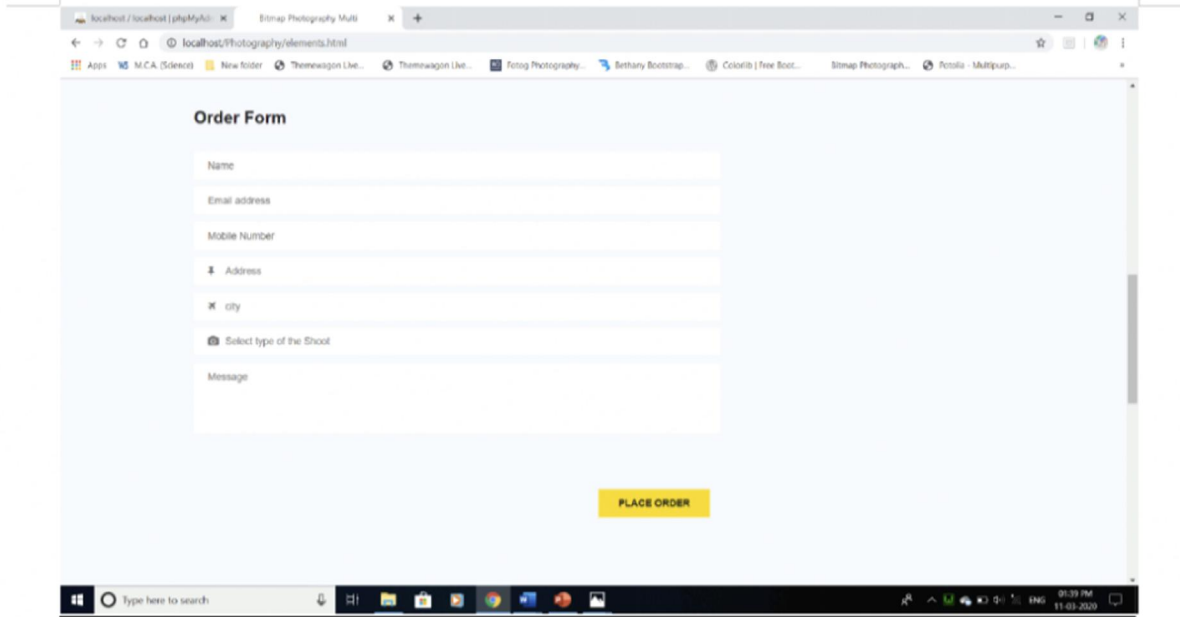 localhost / localhost | phpMyAd
Bitmap Photography Multi
localhost/Photography/elements.html
Apps
M.C.A. (Science)
New folder
Themewagon Live...
Themewagon Live...
Fotog Photography...
Bethany Bootstrap...
Colorlib | Free Boot...
Bitmap Photograph...
Potolia - Multipurp...
Order Form
Name
Email address
Mobile Number
Address
city
Select type of the Shoot
Message
PLACE ORDER
Type here to search
ENG
01:39 PM
11-03-2020